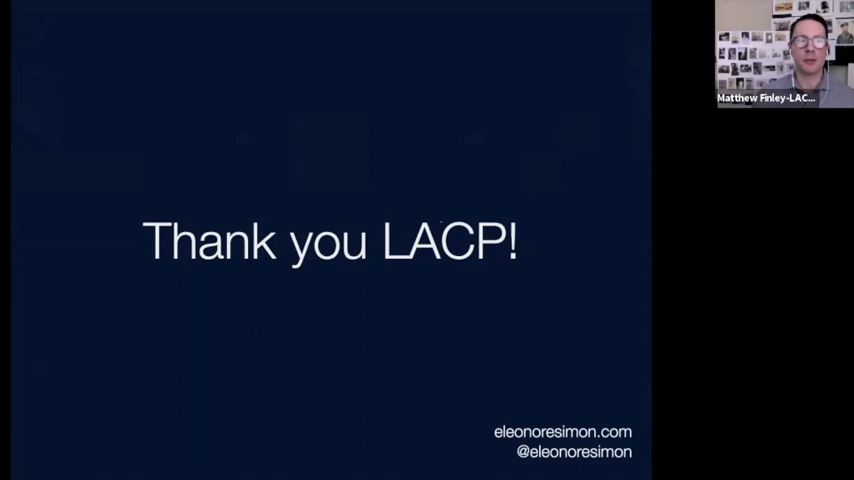 Matthew Finley-LAC...
Thank you LACP!
eleonoresimon.com
@eleonoresimon